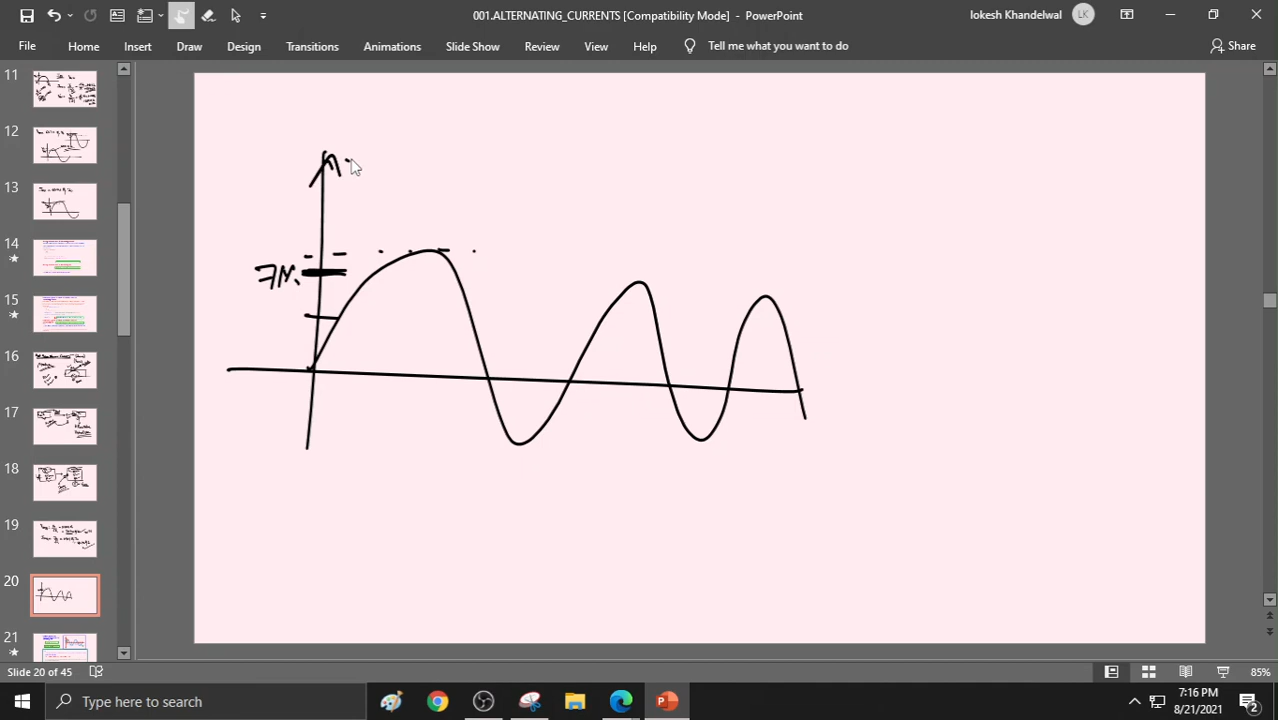 001.ALTERNATING_CURRENTS [Compatibility Mode] - PowerPoint
lokesh Khandelwal
LK
File Home Insert Draw Design Transitions Animations Slide Show Review View Help Tell me what you want to do Share
11
12
13
14
15
16
17
18
19
20
21
Slide 20 of 45
85%
Type here to search
7:16 PM
8/21/2021
2